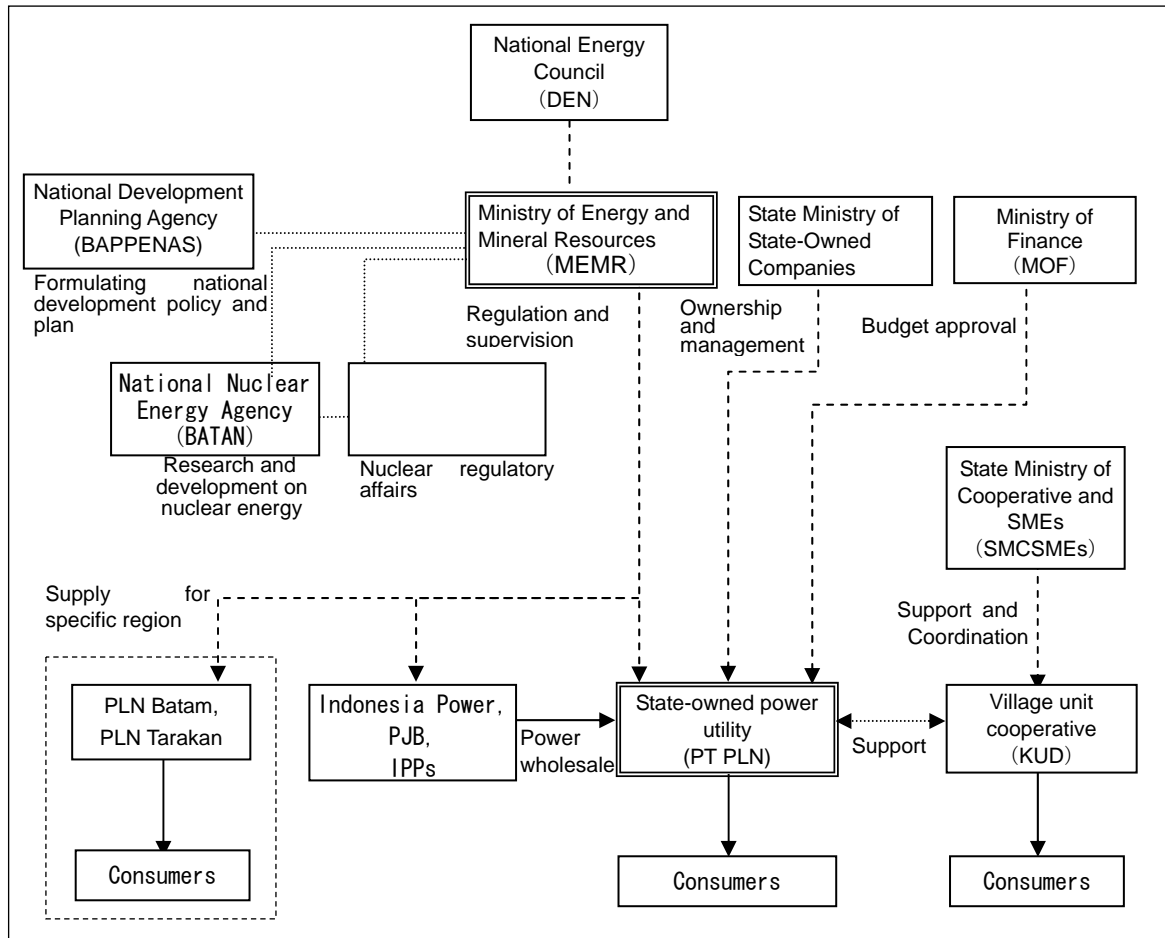 National Energy
Council
（DEN）
National Development
Planning Agency
(BAPPENAS)
Ministry of Energy and
Mineral Resources
(MEMR)
State Ministry of
State-Owned
Companies
Ministry of
Finance
(MOF)
Formulating national
development policy and
plan
Regulation and
supervision
Ownership
and
management
Budget approval
National Nuclear
Energy Agency
(BATAN)
Research and
development on
nuclear energy
Nuclear regulatory
affairs
State Ministry of
Cooperative and
SMEs
（SMCSMEs）
Supply for
specific region
Support and
Coordination
PLN Batam,
PLN Tarakan
Indonesia Power,
PJB,
IPPs
Power
wholesale
State-owned power
utility
(PT PLN)
Support
Village unit
cooperative
（KUD）
Consumers
Consumers
Consumers